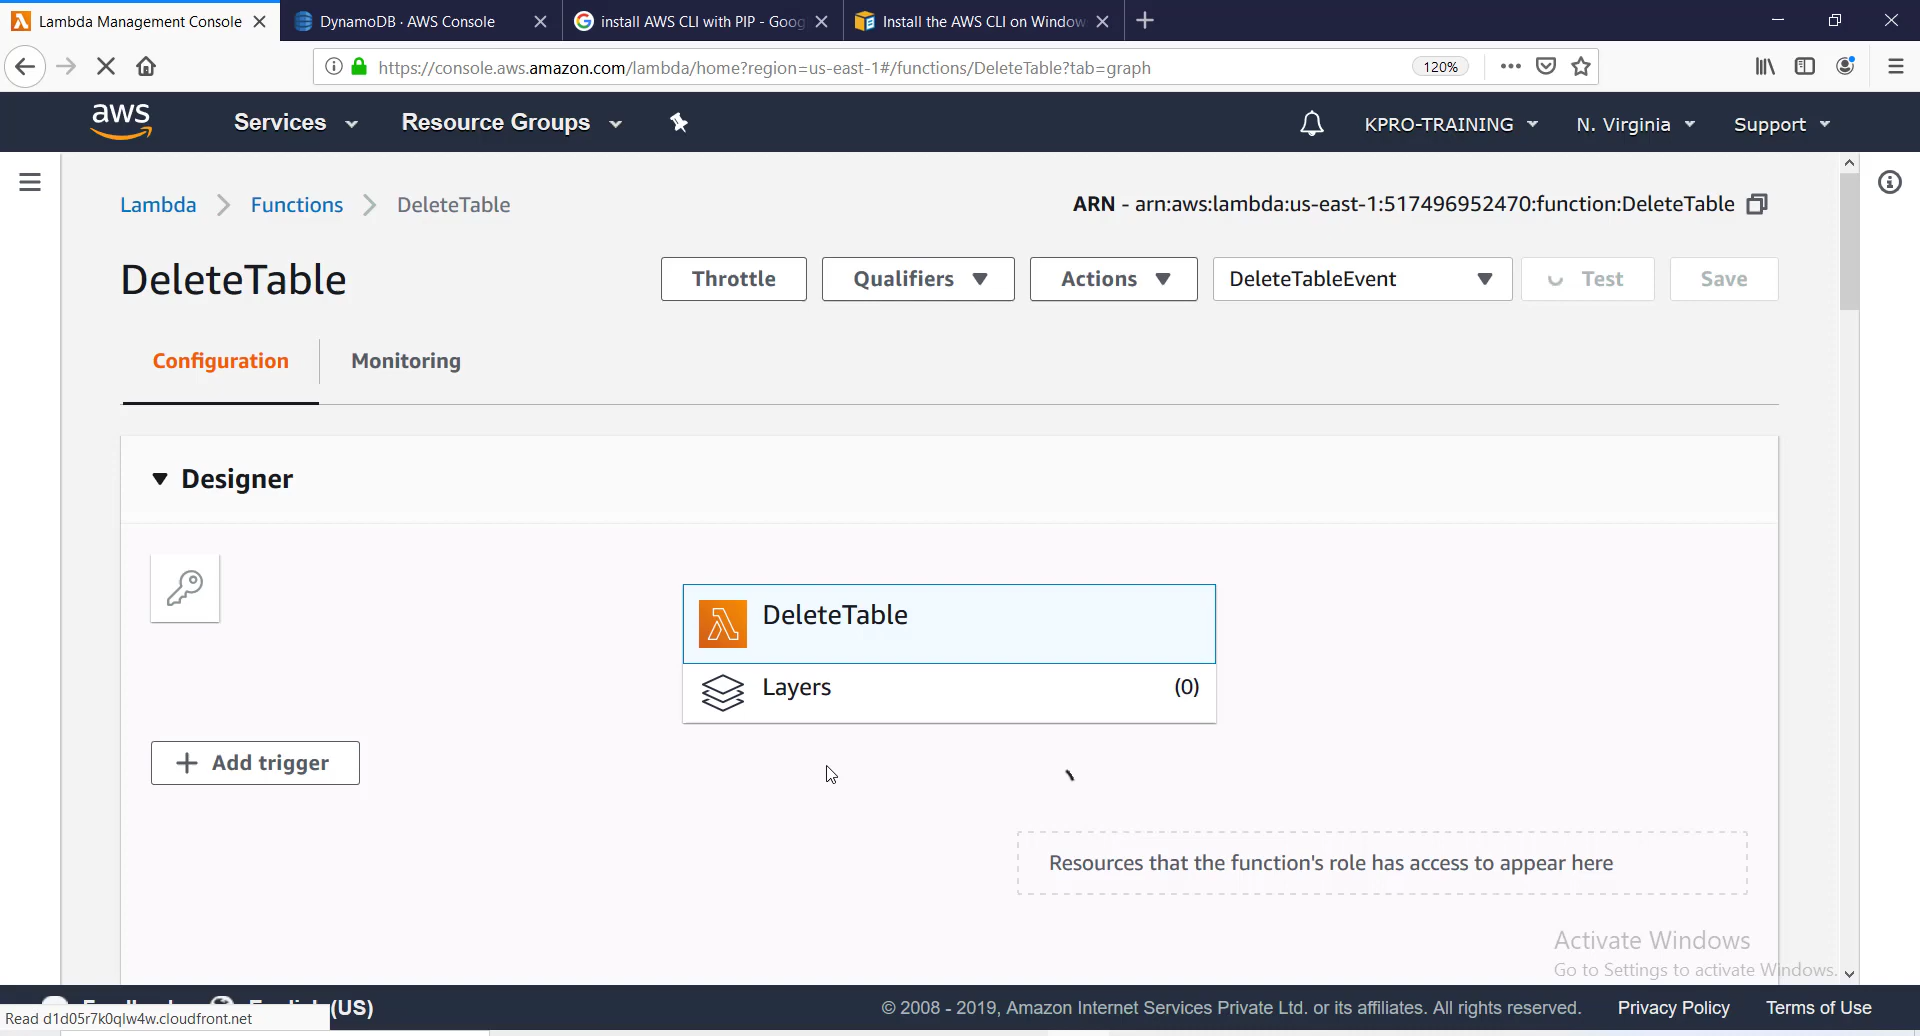 Lambda Management Console
DynamoDB · AWS Console
install AWS CLI with PIP - Goog
Install the AWS CLI on Window
https://console.aws.amazon.com/lambda/home?region=us-east-1#/functions/DeleteTable?tab=graph
120%
aws
Services
Resource Groups
KPRO-TRAINING
N. Virginia
Support
Lambda
Functions
DeleteTable
ARN - arn:aws:lambda:us-east-1:517496952470:function:DeleteTable
DeleteTable
Throttle
Qualifiers
Actions
DeleteTableEvent
Test
Save
Configuration
Monitoring
Designer
DeleteTable
Layers
(0)
+ Add trigger
Resources that the function's role has access to appear here
Activate Windows
Go to Settings to activate Windows.
(US)
© 2008 - 2019, Amazon Internet Services Private Ltd. or its affiliates. All rights reserved.
Privacy Policy
Terms of Use
Read d1d05r7k0qlw4w.cloudfront.net